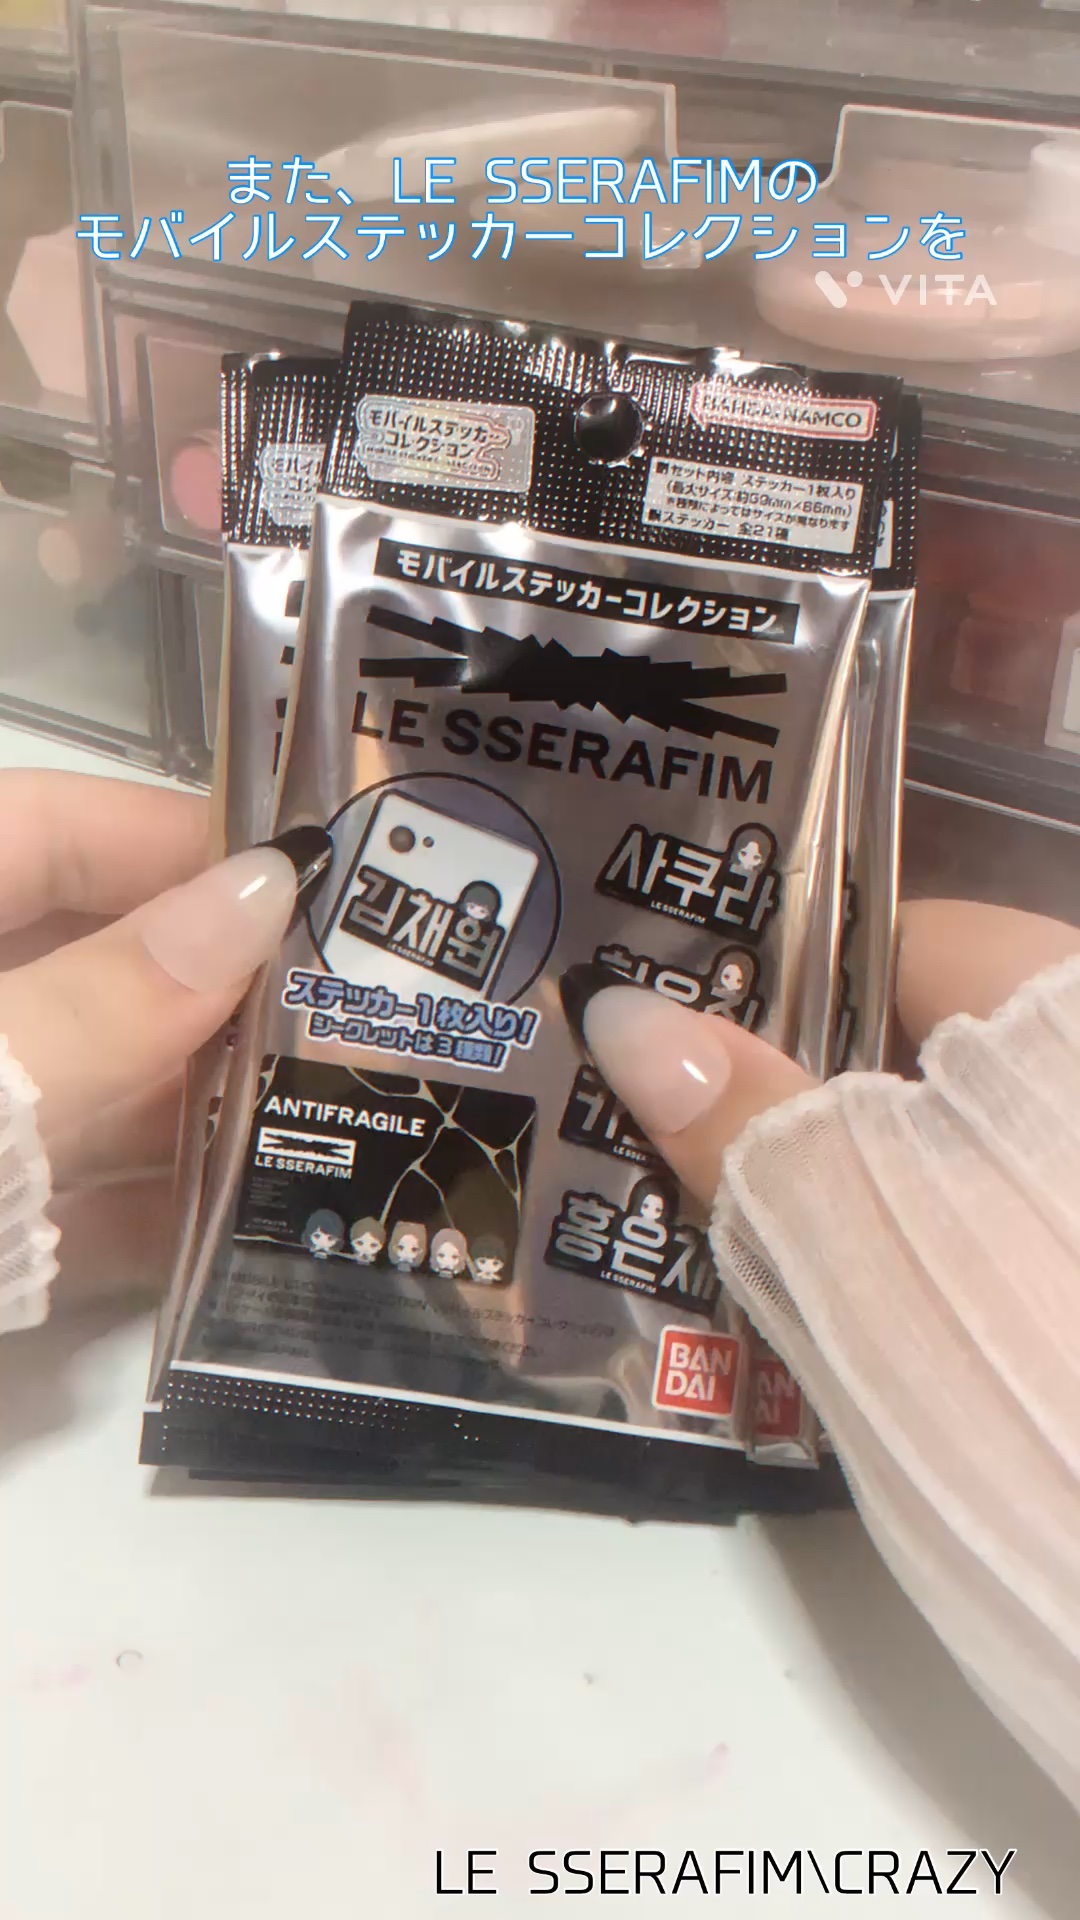 また、LE SSERAFIMの
モバイルステッカーコレクションを
VITA
モバイルステッカー
コレクション
BANDAI NAMCO
セット内容 ステッカー1枚入り
ステッカー 全21種
モバイルステッカーコレクション
LE SSERAFIM
사쿠라
LE SSERAFIM
김채원
LE SSERAFIM
ステッカー1枚入り!
シークレットは3種類!
ANTIFRAGILE
LE SSERAFIM
홍은채
LE SSERAFIM
BAN
DAI
LE SSERAFIM\CRAZY